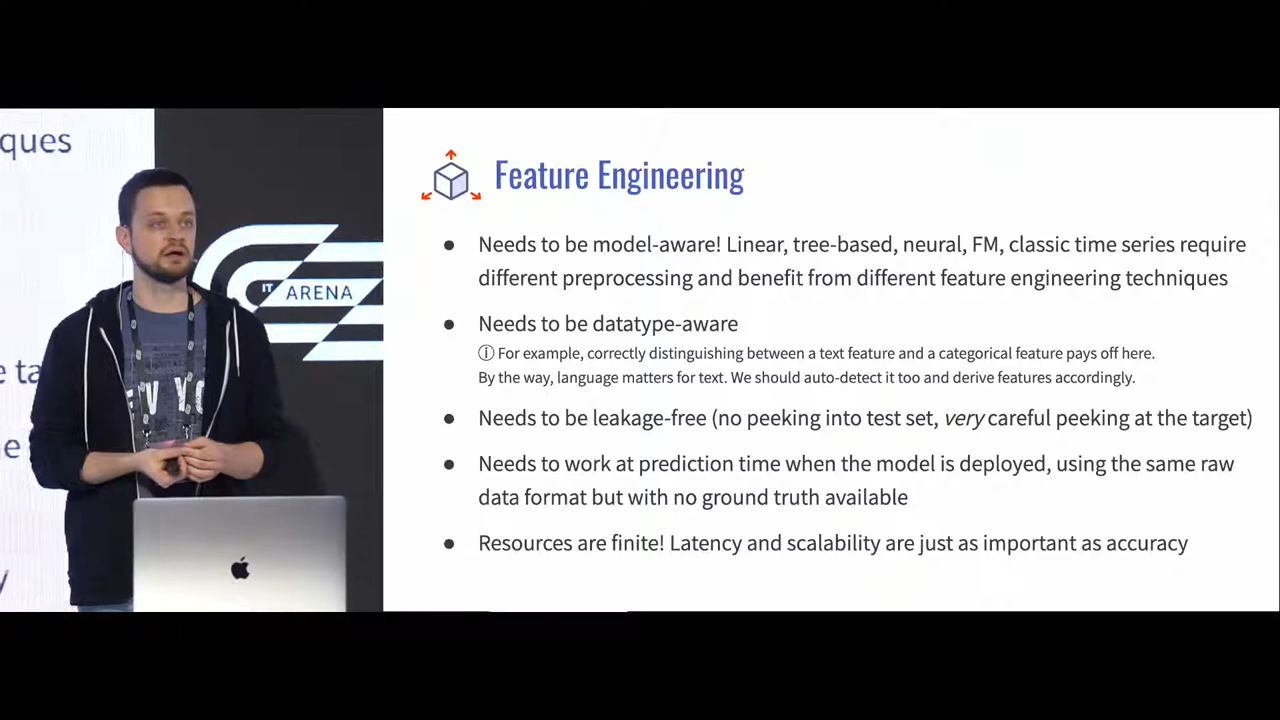 ques
e ta
e
y
IT ARENA
EV YO
Feature Engineering
● Needs to be model-aware! Linear, tree-based, neural, FM, classic time series require
different preprocessing and benefit from different feature engineering techniques
● Needs to be datatype-aware
ⓘ For example, correctly distinguishing between a text feature and a categorical feature pays off here.
By the way, language matters for text. We should auto-detect it too and derive features accordingly.
● Needs to be leakage-free (no peeking into test set, very careful peeking at the target)
● Needs to work at prediction time when the model is deployed, using the same raw
data format but with no ground truth available
● Resources are finite! Latency and scalability are just as important as accuracy